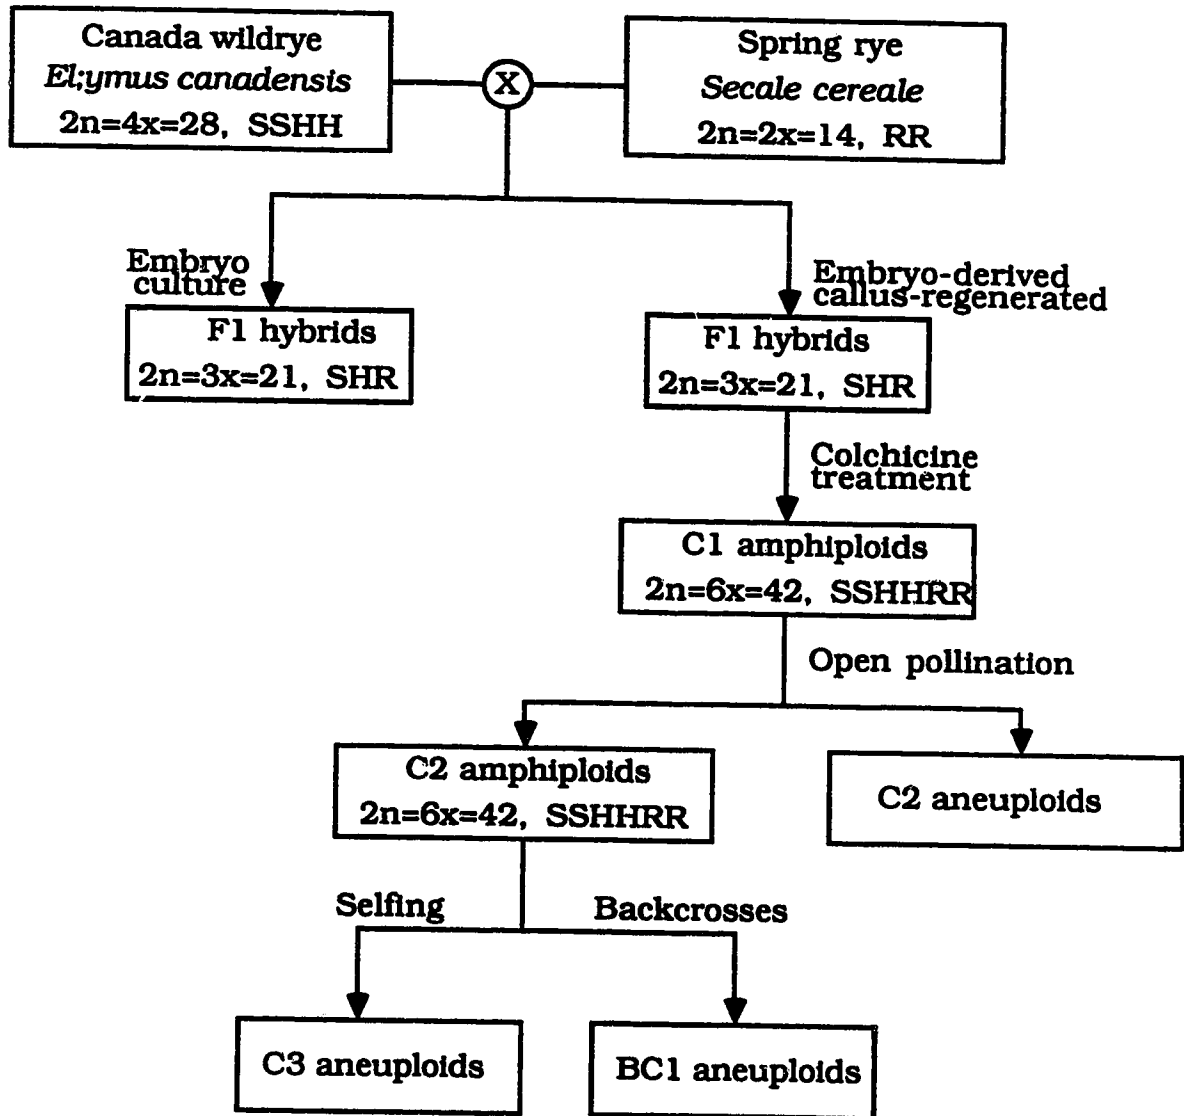 Canada wildrye
El;ymus canadensis
2n=4x=28, SSHH
X
Spring rye
Secale cereale
2n=2x=14, RR
Embryo
culture
Embryo-derived
callus-regenerated
F1 hybrids
2n=3x=21, SHR
F1 hybrids
2n=3x=21, SHR
Colchicine
treatment
C1 amphiploids
2n=6x=42, SSHHRR
Open pollination
C2 amphiploids
2n=6x=42, SSHHRR
C2 aneuploids
Selfing
Backcrosses
C3 aneuploids
BC1 aneuploids